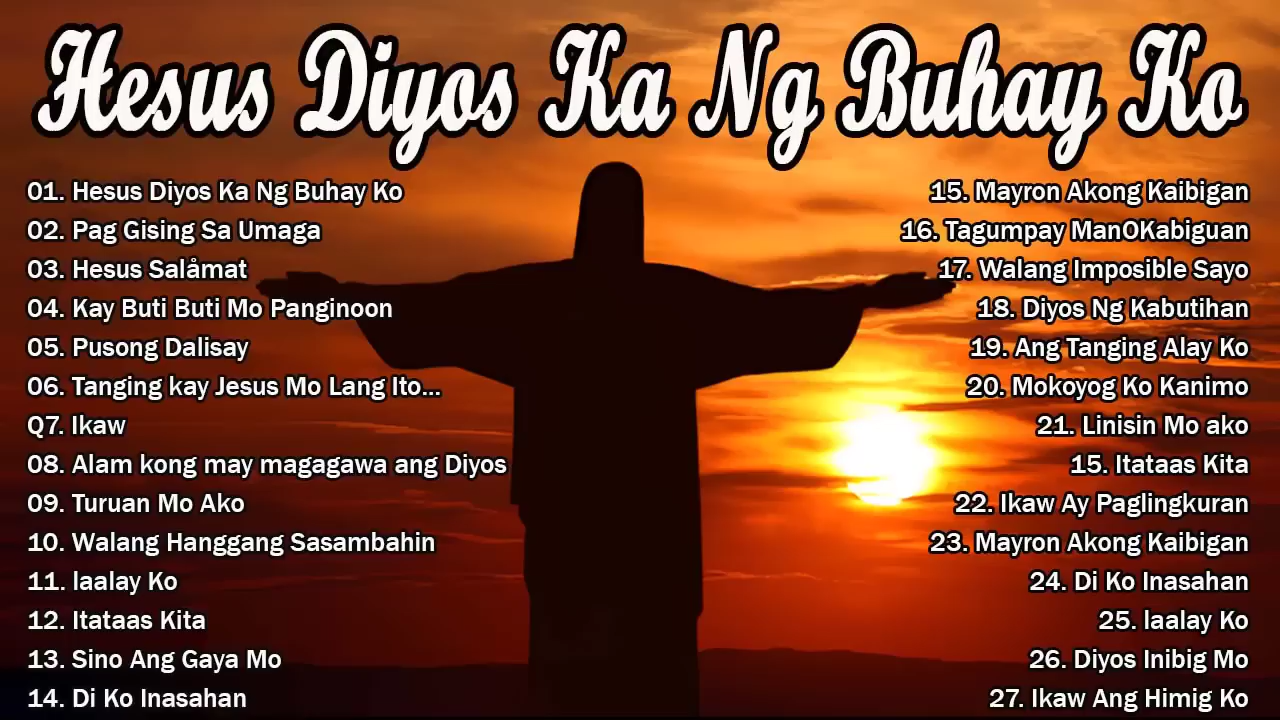 Hesus Diyos Ka Ng Buhay Ko
01. Hesus Diyos Ka Ng Buhay Ko
02. Pag Gising Sa Umaga
03. Hesus Salåmat
04. Kay Buti Buti Mo Panginoon
05. Pusong Dalisay
06. Tanging kay Jesus Mo Lang Ito...
Q7. Ikaw
08. Alam kong may magagawa ang Diyos
09. Turuan Mo Ako
10. Walang Hanggang Sasambahin
11. laalay Ko
12. Itataas Kita
13. Sino Ang Gaya Mo
14. Di Ko Inasahan
15. Mayron Akong Kaibigan
16. Tagumpay ManOKabiguan
17. Walang Imposible Sayo
18. Diyos Ng Kabutihan
19. Ang Tanging Alay Ko
20. Mokoyog Ko Kanimo
21. Linisin Mo ako
15. Itataas Kita
22. Ikaw Ay Paglingkuran
23. Mayron Akong Kaibigan
24. Di Ko Inasahan
25. laalay Ko
26. Diyos Inibig Mo
27. Ikaw Ang Himig Ko